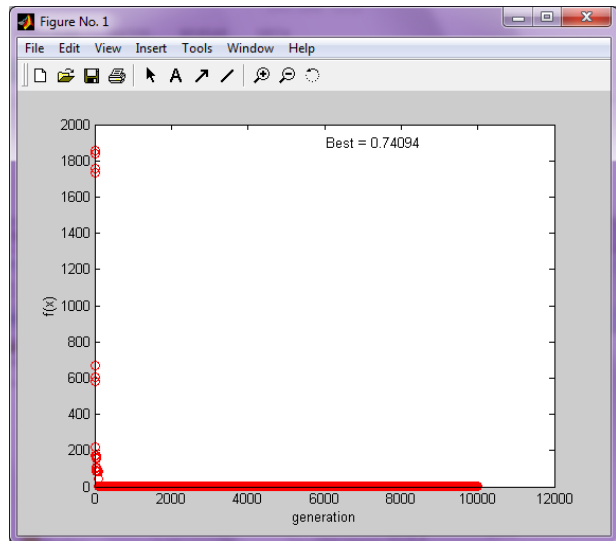 Figure No. 1
File Edit View Insert Tools Window Help
A
2000
Best = 0.74094
1800
1600
1400
1200
f(x)
1000
800
600
400
200
0
0 2000 4000 6000 8000 10000 12000
generation